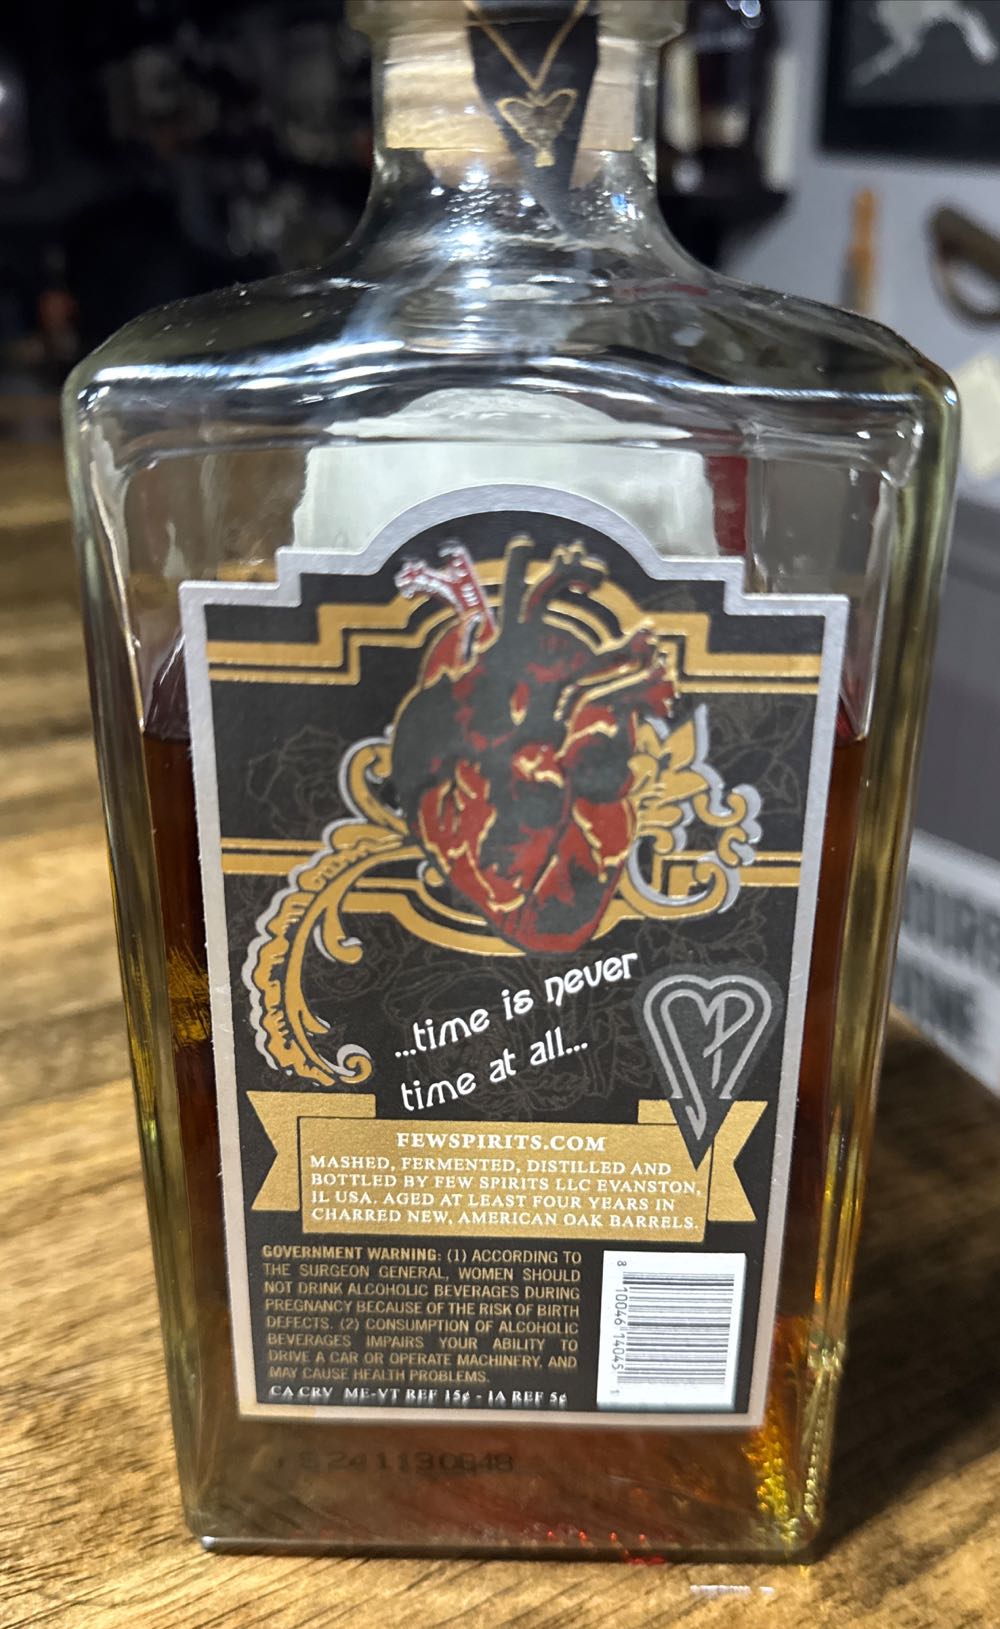 ...time is never
time at all...
FEWSPIRITS.COM
MASHED, FERMENTED, DISTILLED AND
BOTTLED BY FEW SPIRITS LLC EVANSTON,
IL USA. AGED AT LEAST FOUR YEARS IN
CHARRED NEW, AMERICAN OAK BARRELS.
GOVERNMENT WARNING: (1) ACCORDING TO
THE SURGEON GENERAL, WOMEN SHOULD
NOT DRINK ALCOHOLIC BEVERAGES DURING
PREGNANCY BECAUSE OF THE RISK OF BIRTH
DEFECTS. (2) CONSUMPTION OF ALCOHOLIC
BEVERAGES IMPAIRS YOUR ABILITY TO
DRIVE A CAR OR OPERATE MACHINERY, AND
MAY CAUSE HEALTH PROBLEMS.
CA CRV ME-VT REF 15¢ - IA REF 5¢
8 10046 14045 1